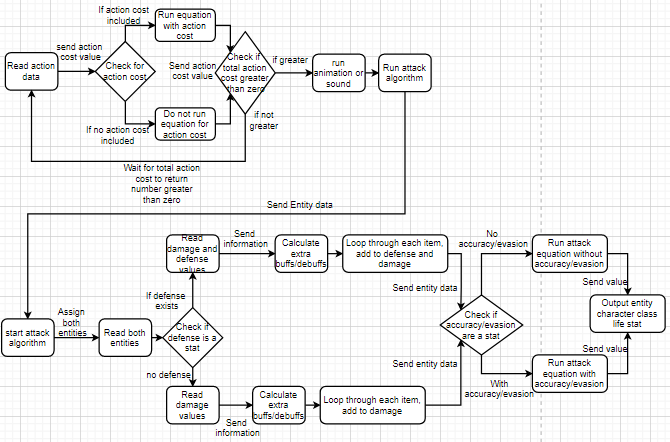 If action cost
included
Run equation
with action
cost
send action
cost value
Read action
data
Check for
action cost
Send action
cost value
Check if
total action
cost greater
than zero
if greater
run
animation or
sound
Run attack
algorithm
If no action cost
included
Do not run
equation for
action cost
if not
greater
Wait for total action
cost to return
number greater
than zero
Send Entity data
Read
damage and
defense
values
Send
information
Calculate
extra
buffs/debuffs
Loop through each item,
add to defense and
damage
No
accuracy/evasion
Run attack
equation without
accuracy/evasion
Send entity data
Send value
If defense
exists
Assign
both
entities
start attack
algorithm
Read both
entities
Check if
defense is a
stat
Check if
accuracy/evasion
are a stat
Output entity
character class
life stat
no defense
Send entity data
Send value
Read
damage
values
Send
information
Calculate
extra
buffs/debuffs
Loop through each item,
add to damage
With
accuracy/evasion
Run attack
equation with
accuracy/evasion